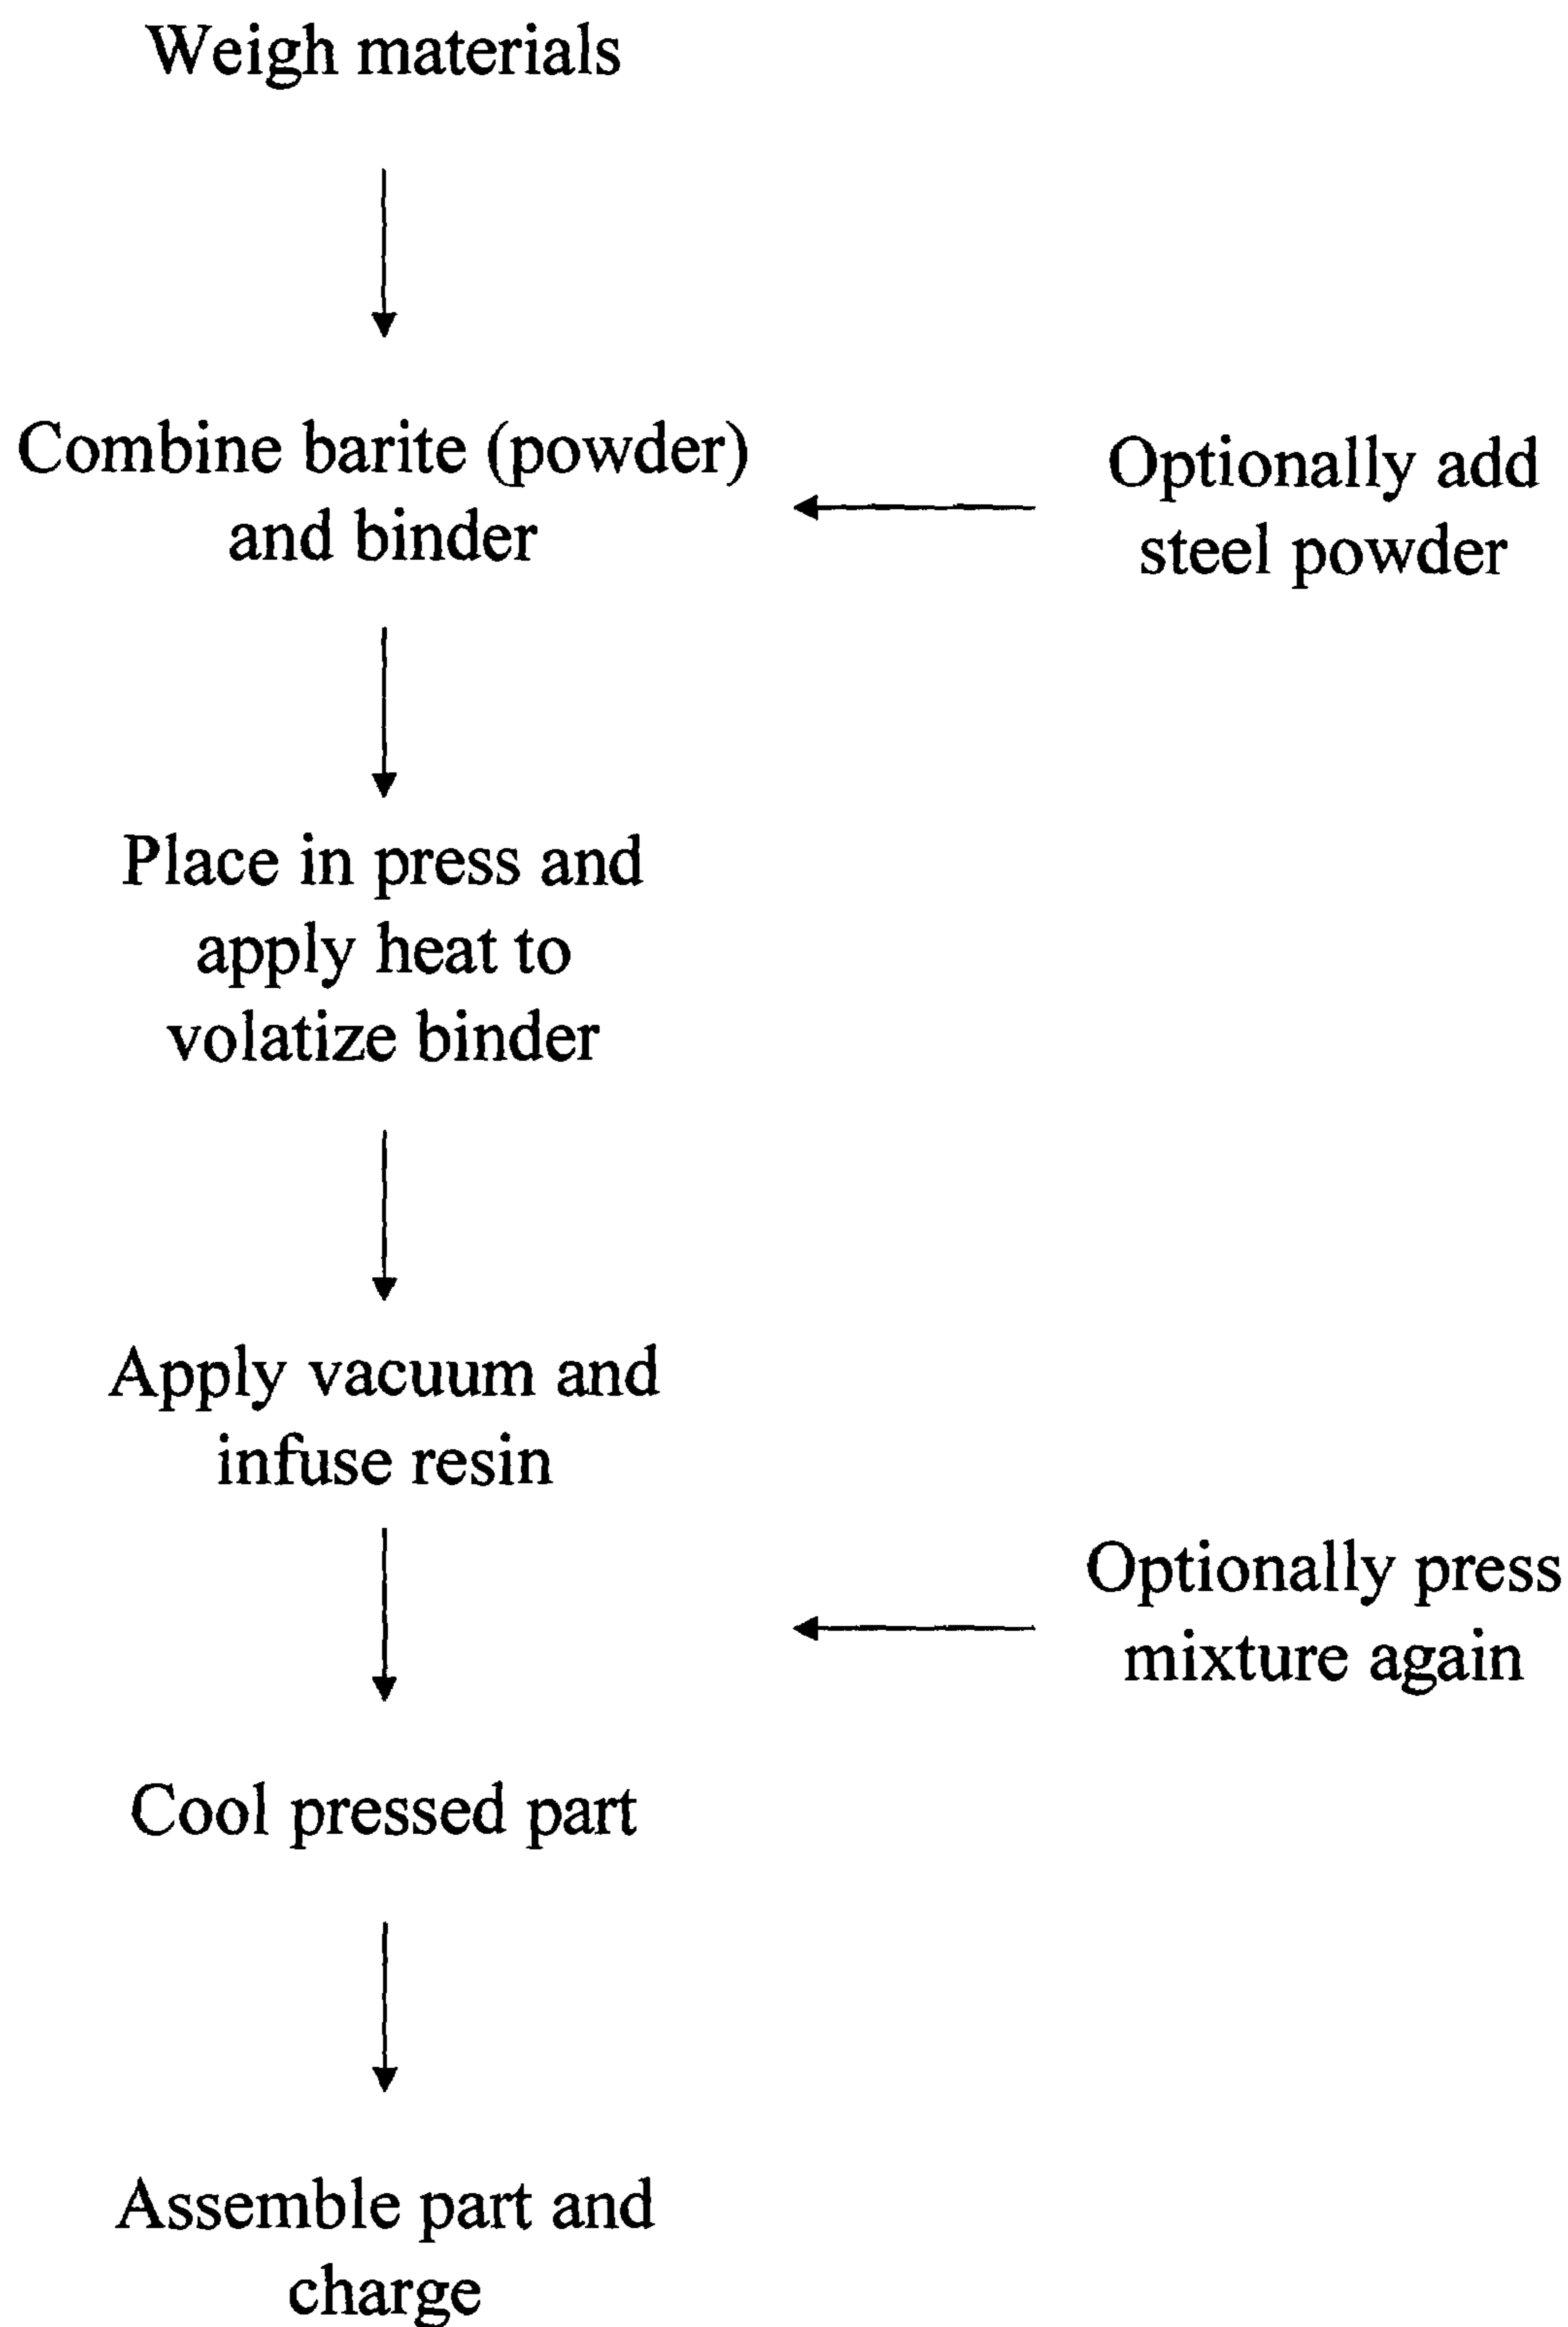 Weigh materials
Combine barite (powder)
and binder
Optionally add
steel powder
Place in press and
apply heat to
volatize binder
Apply vacuum and
infuse resin
Optionally press
mixture again
Cool pressed part
Assemble part and
charge